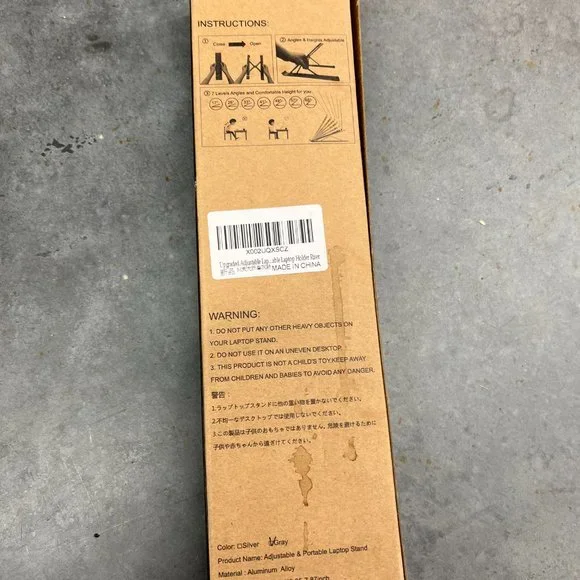 INSTRUCTIONS:
① Close Open
② Angles & Heights Adjustable
③ 7 Levels Angles and Comfortable Height for you
X002UQXSCZ
Upgraded Adjustable Lap...able Laptop Holder Riser
MADE IN CHINA
WARNING:
1. DO NOT PUT ANY OTHER HEAVY OBJECTS ON
YOUR LAPTOP STAND.
2. DO NOT USE IT ON AN UNEVEN DESKTOP.
3. THIS PRODUCT IS NOT A CHILD'S TOY,KEEP AWAY
FROM CHILDREN AND BABIES TO AVOID ANY DANGER.
警告
1.ラップトップスタンドに他の重い物を置かないでください。
2.不均一なデスクトップでは使用しないでください。
3.この製品は子供のおもちゃではありません。危険を避けるために
子供や赤ちゃんから遠ざけてください。
Color: □Silver ☑Gray
Product Name: Adjustable & Portable Laptop Stand
Material : Aluminum Alloy